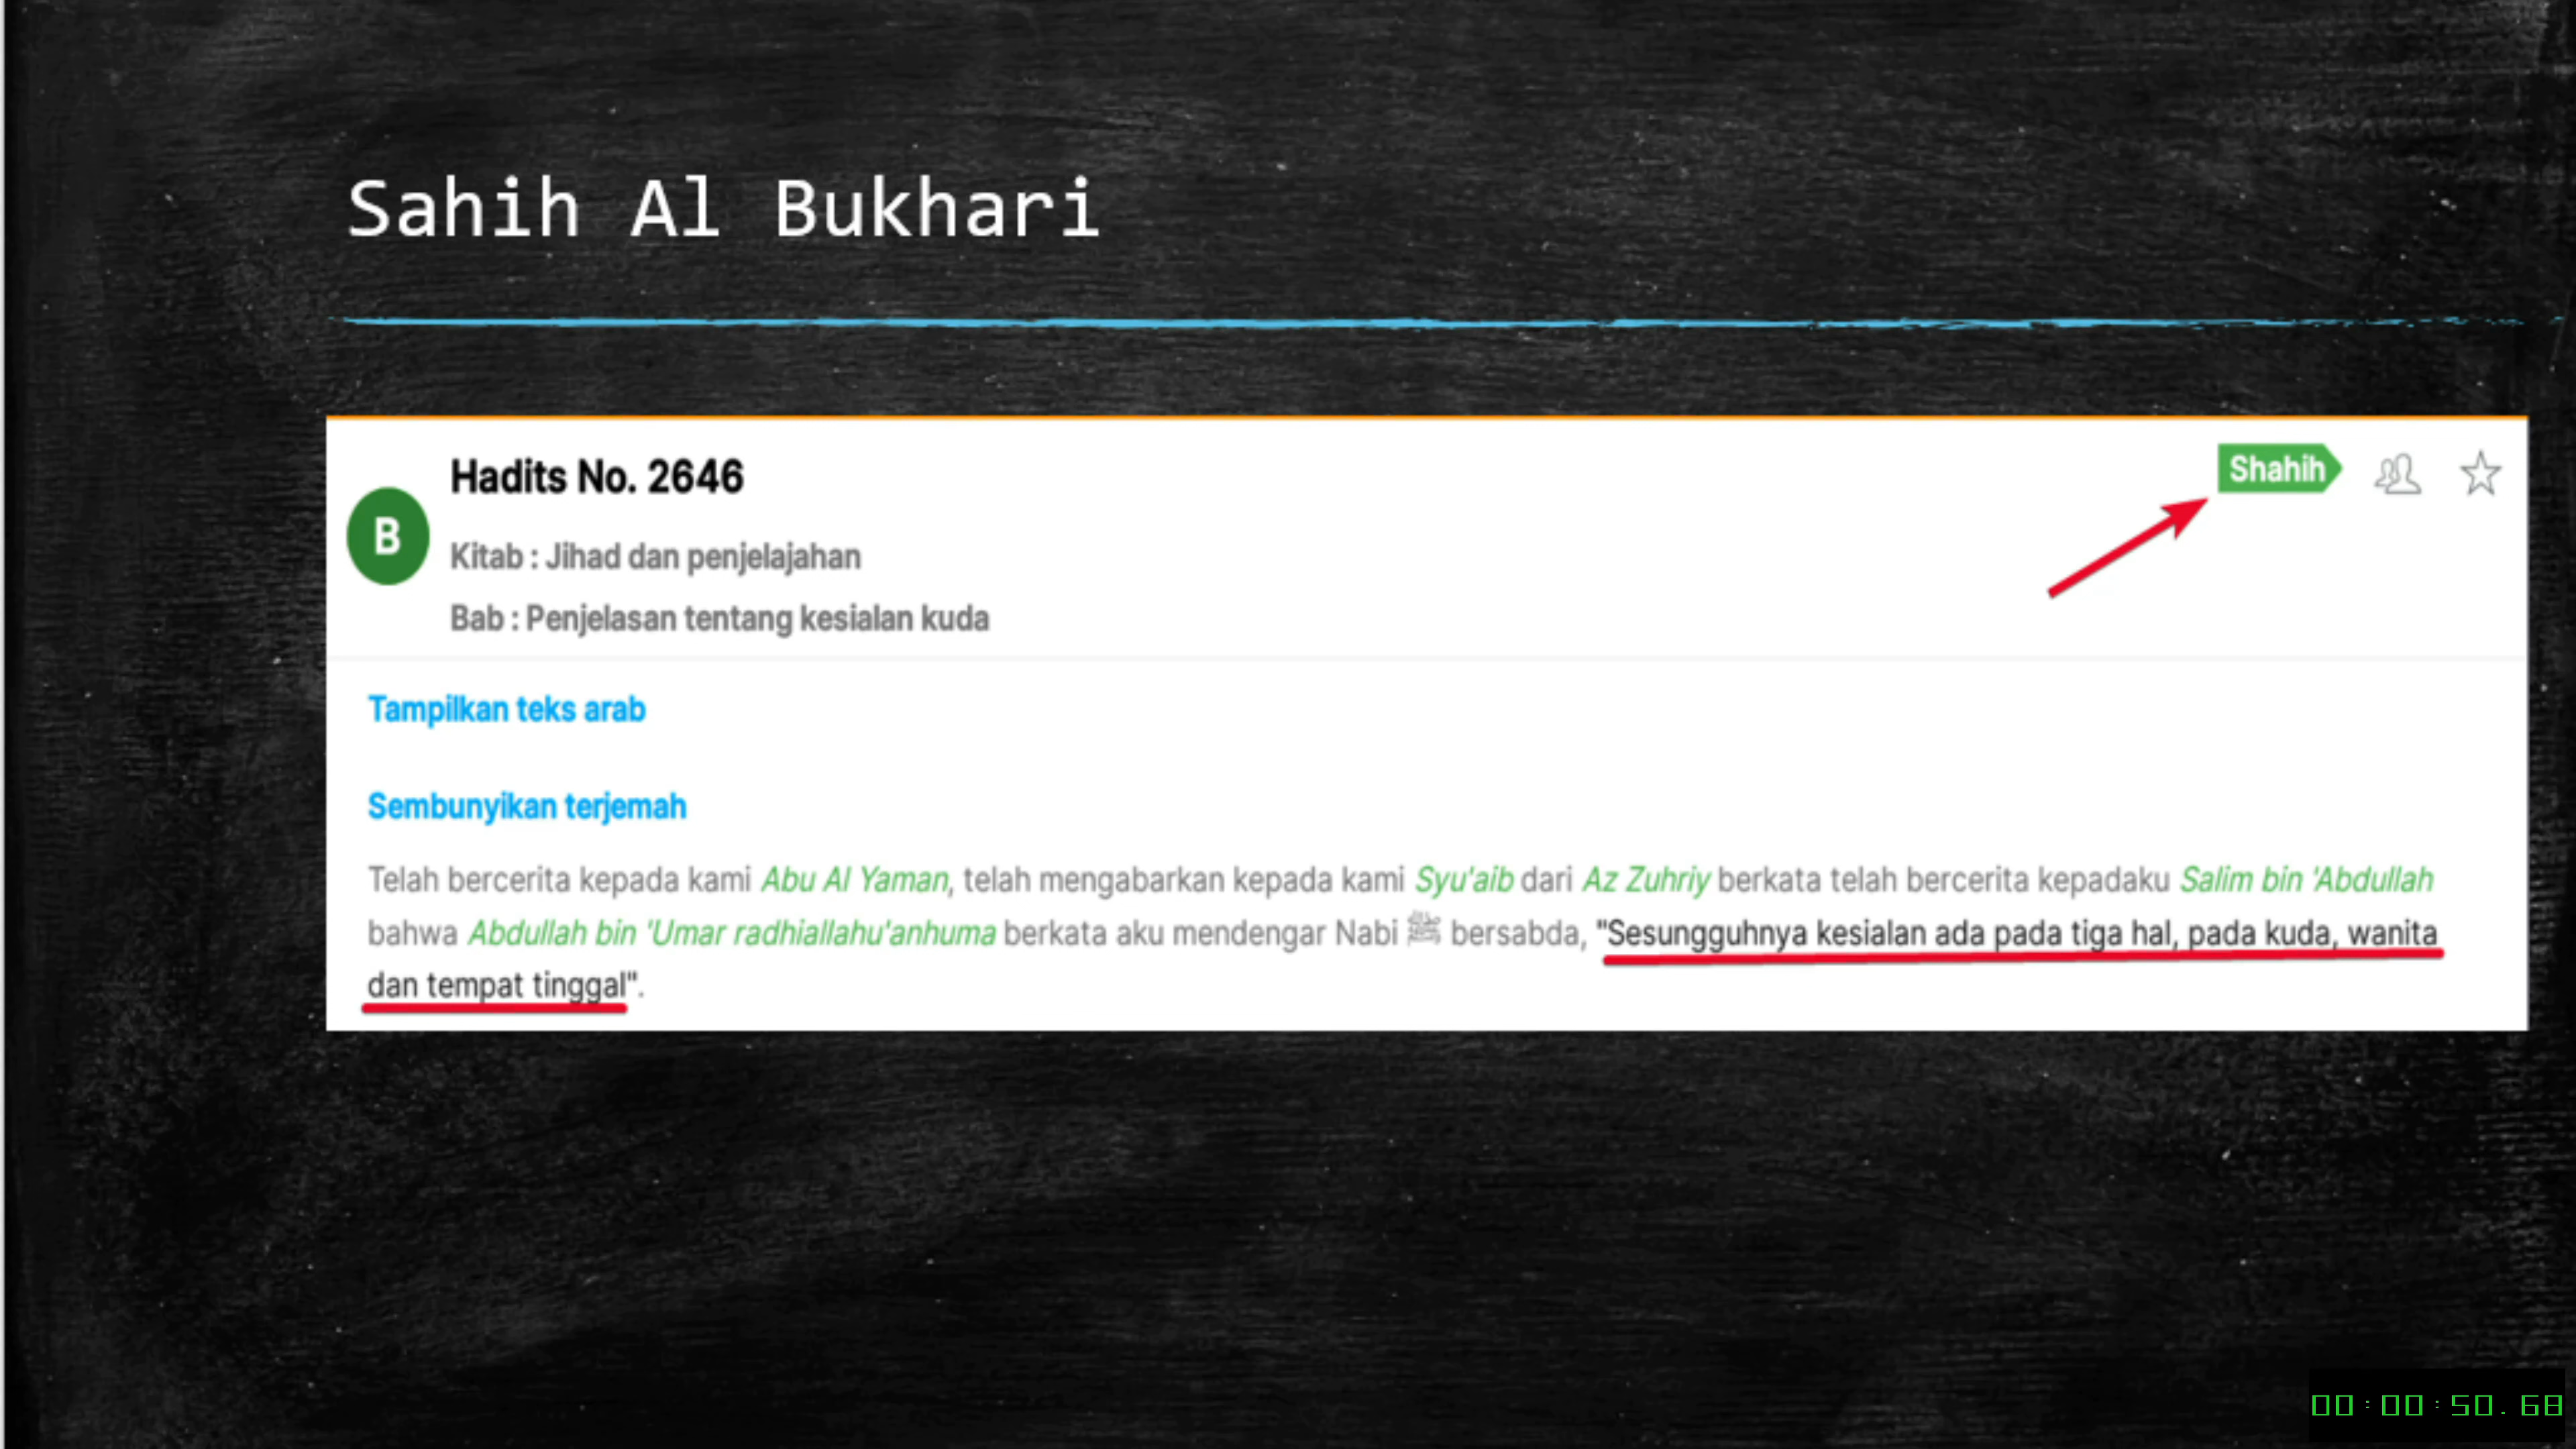 Sahih Al Bukhari
B
Hadits No. 2646
Shahih
Kitab : Jihad dan penjelajahan
Bab : Penjelasan tentang kesialan kuda
Tampilkan teks arab
Sembunyikan terjemah
Telah bercerita kepada kami Abu Al Yaman, telah mengabarkan kepada kami Syu'aib dari Az Zuhriy berkata telah bercerita kepadaku Salim bin 'Abdullah
bahwa Abdullah bin 'Umar radhiallahu'anhuma berkata aku mendengar Nabi ﷺ bersabda, "Sesungguhnya kesialan ada pada tiga hal, pada kuda, wanita
dan tempat tinggal".
00:00:50.68